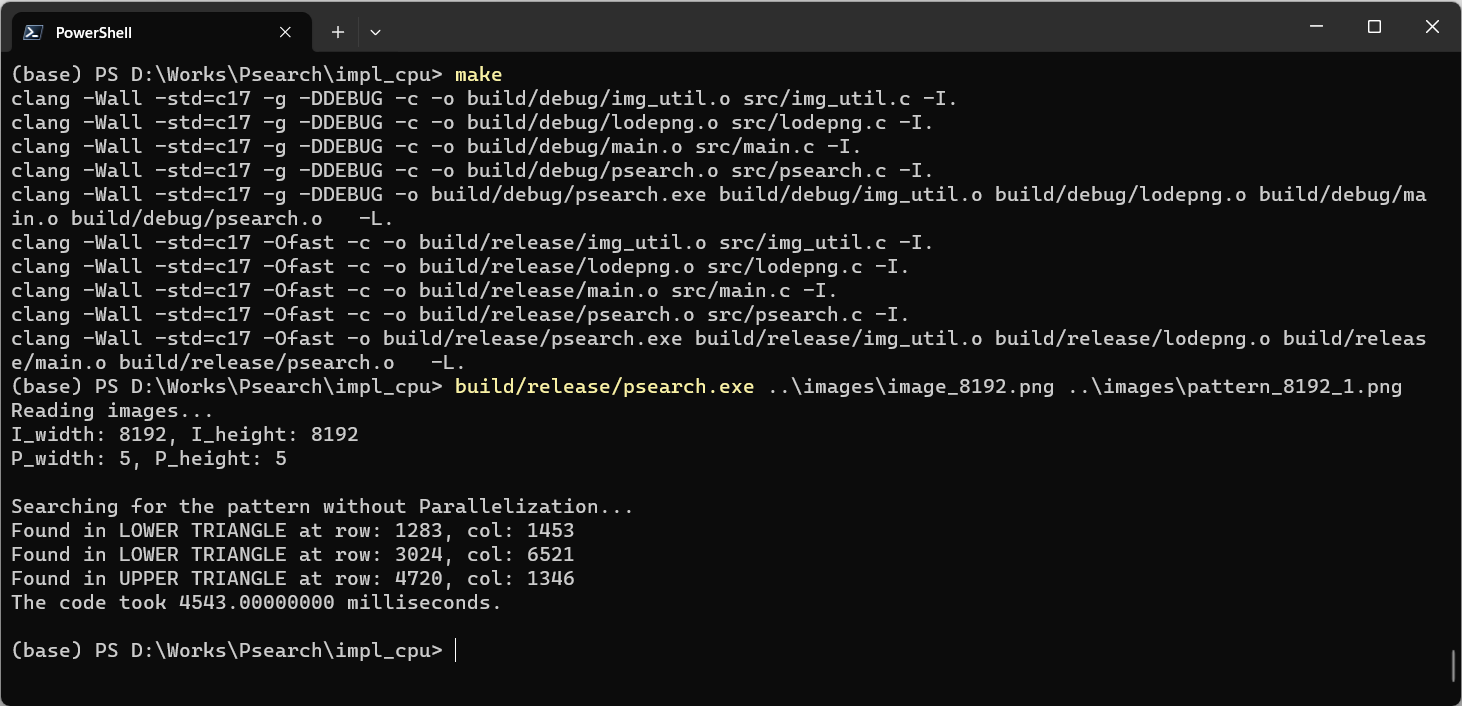 PowerShell
(base) PS D:\Works\Psearch\impl_cpu> make
clang -Wall -std=c17 -g -DDEBUG -c -o build/debug/img_util.o src/img_util.c -I.
clang -Wall -std=c17 -g -DDEBUG -c -o build/debug/lodepng.o src/lodepng.c -I.
clang -Wall -std=c17 -g -DDEBUG -c -o build/debug/main.o src/main.c -I.
clang -Wall -std=c17 -g -DDEBUG -c -o build/debug/psearch.o src/psearch.c -I.
clang -Wall -std=c17 -g -DDEBUG -o build/debug/psearch.exe build/debug/img_util.o build/debug/lodepng.o build/debug/ma
in.o build/debug/psearch.o   -L.
clang -Wall -std=c17 -Ofast -c -o build/release/img_util.o src/img_util.c -I.
clang -Wall -std=c17 -Ofast -c -o build/release/lodepng.o src/lodepng.c -I.
clang -Wall -std=c17 -Ofast -c -o build/release/main.o src/main.c -I.
clang -Wall -std=c17 -Ofast -c -o build/release/psearch.o src/psearch.c -I.
clang -Wall -std=c17 -Ofast -o build/release/psearch.exe build/release/img_util.o build/release/lodepng.o build/releas
e/main.o build/release/psearch.o   -L.
(base) PS D:\Works\Psearch\impl_cpu> build/release/psearch.exe ..\images\image_8192.png ..\images\pattern_8192_1.png
Reading images...
I_width: 8192, I_height: 8192
P_width: 5, P_height: 5

Searching for the pattern without Parallelization...
Found in LOWER TRIANGLE at row: 1283, col: 1453
Found in LOWER TRIANGLE at row: 3024, col: 6521
Found in UPPER TRIANGLE at row: 4720, col: 1346
The code took 4543.00000000 milliseconds.

(base) PS D:\Works\Psearch\impl_cpu>